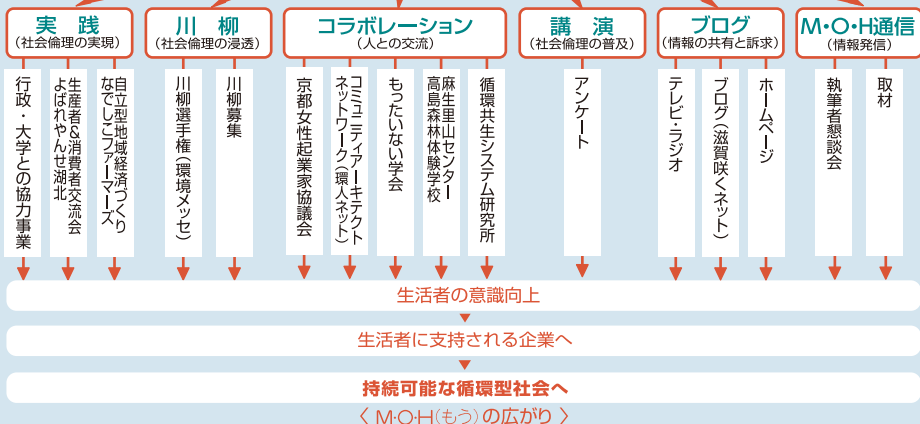 実践
(社会倫理の実現)
川柳
(社会倫理の浸透)
コラボレーション
(人との交流)
講演
(社会倫理の普及)
ブログ
(情報の共有と訴求)
M・O・H通信
(情報発信)
行政・大学との協力事業
生産者&消費者交流会
よばれやんせ湖北
自立型地域経済づくり
なでしこファーマーズ
川柳選手権(環境メッセ)
川柳募集
京都女性起業家協議会
コミュニティアーキテクト
ネットワーク(環人ネット)
もったいない学会
麻生里山センター
高島森林体験学校
循環共生システム研究所
アンケート
テレビ・ラジオ
ブログ(滋賀咲くネット)
ホームページ
執筆者懇談会
取材
生活者の意識向上
生活者に支持される企業へ
持続可能な循環型社会へ
〈 M・O・H(もう)の広がり 〉